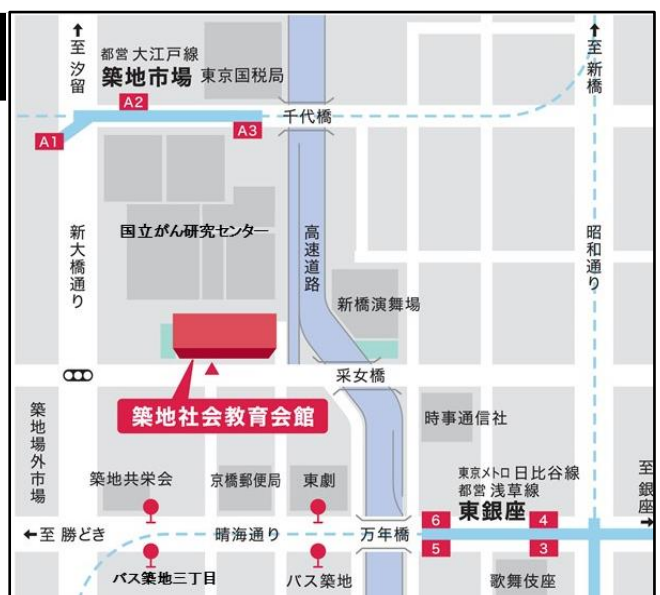 至 汐留
都営 大江戸線
築地市場
東京国税局
至 新橋
A2
A1
A3
千代橋
国立がん研究センター
新大橋通り
高速道路
昭和通り
新橋演舞場
采女橋
築地社会教育会館
築地場外市場
時事通信社
築地共栄会
京橋郵便局
東劇
東京メトロ 日比谷線
都営 浅草線
東銀座
至 銀座
6
4
←至 勝どき
晴海通り
万年橋
5
3
バス築地三丁目
バス築地
歌舞伎座